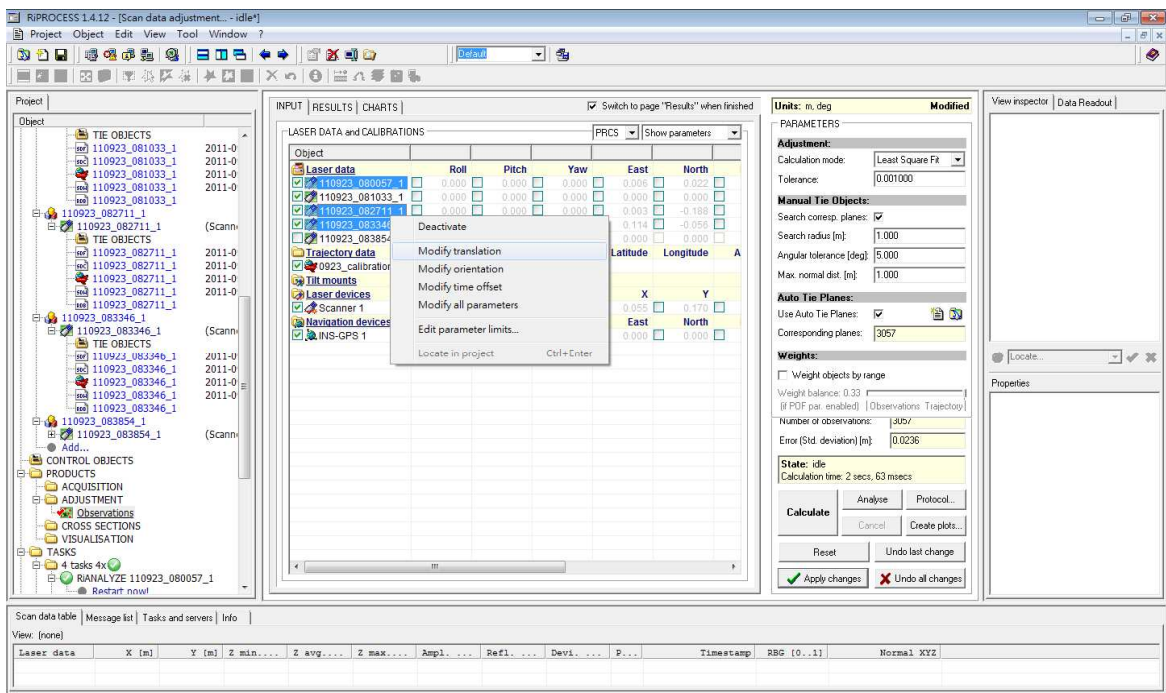 RiPROCESS 1.4.12 - [Scan data adjustment... - idle*]
Project Object Edit View Tool Window ?
Default
Project
Object
TIE OBJECTS
110923_081033_1 2011-0
110923_081033_1 2011-0
110923_081033_1 2011-0
110923_081033_1 2011-0
110923_081033_1
110923_082711_1
110923_082711_1 (Scann
TIE OBJECTS
110923_082711_1 2011-0
110923_082711_1 2011-0
110923_082711_1 2011-0
110923_082711_1 2011-0
110923_082711_1
110923_083346_1
110923_083346_1 (Scann
TIE OBJECTS
110923_083346_1 2011-0
110923_083346_1 2011-0
110923_083346_1 2011-0
110923_083346_1 2011-0
110923_083346_1
110923_083854_1
110923_083854_1 (Scann
Add...
CONTROL OBJECTS
PRODUCTS
ACQUISITION
ADJUSTMENT
Observations
CROSS SECTIONS
VISUALISATION
TASKS
4 tasks 4x
RiANALYZE 110923_080057_1
Restart now!
INPUT RESULTS CHARTS Switch to page "Results" when finished
LASER DATA and CALIBRATIONS PRCS Show parameters
Object
Laser data Roll Pitch Yaw East North
110923_080057_1 0.000 0.000 0.000 0.006 0.022
110923_081033_1 0.000 0.000 0.000 0.000 0.000
110923_082711_1 0.000 0.000 0.000 0.003 -0.188
110923_083346 0.114 -0.056
110923_083854 0.000 0.000
Trajectory data Latitude Longitude A
0923_calibration
Tilt mounts
Laser devices X Y
Scanner 1 0.055 0.170
Navigation devices East North
INS-GPS 1 0.000 0.000
Deactivate
Modify translation
Modify orientation
Modify time offset
Modify all parameters
Edit parameter limits...
Locate in project Ctrl+Enter
Units: m, deg Modified
PARAMETERS
Adjustment:
Calculation mode: Least Square Fit
Tolerance: 0.001000
Manual Tie Objects:
Search corresp. planes:
Search radius [m]: 1.000
Angular tolerance [deg]: 5.000
Max. normal dist. [m]: 1.000
Auto Tie Planes:
Use Auto Tie Planes:
Corresponding planes: 3057
Weights:
Weight objects by range
Weight balance: 0.33
(if POF par. enabled) Observations Trajectory
Number of observations: 3057
Error (Std. deviation) [m]: 0.0236
State: idle
Calculation time: 2 secs, 63 msecs
Calculate Analyse Protocol...
Cancel Create plots...
Reset Undo last change
Apply changes Undo all changes
View inspector Data Readout
Locate...
Properties
Scan data table Message list Tasks and servers Info
View: (none)
Laser data X [m] Y [m] Z min.... Z avg.... Z max.... Ampl. ... Refl. ... Devi. ... P... Timestamp RBG [0..1] Normal XYZ